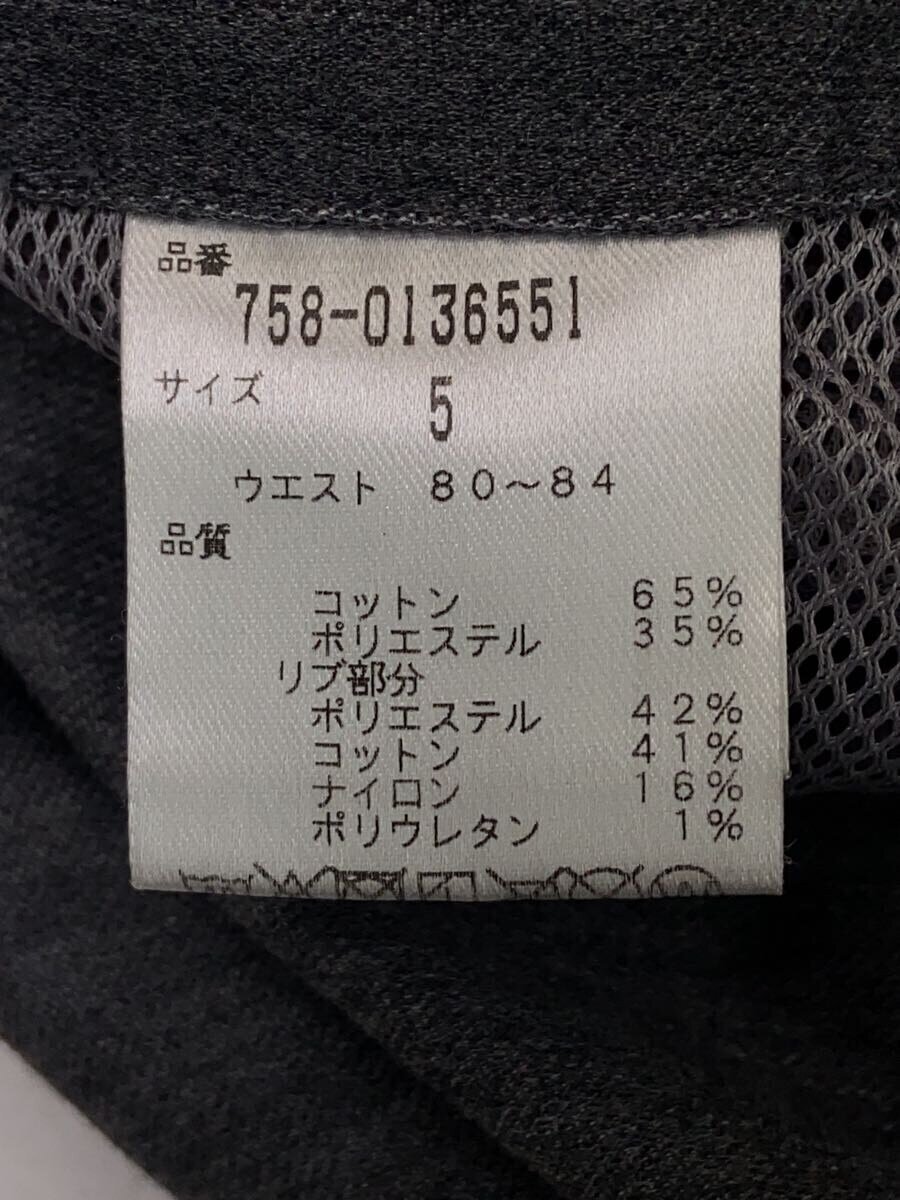 品番
758-0136551
サイズ 5
ウエスト 80～84
品質
コットン 65%
ポリエステル 35%
リブ部分
ポリエステル 42%
コットン 41%
ナイロン 16%
ポリウレタン 1%